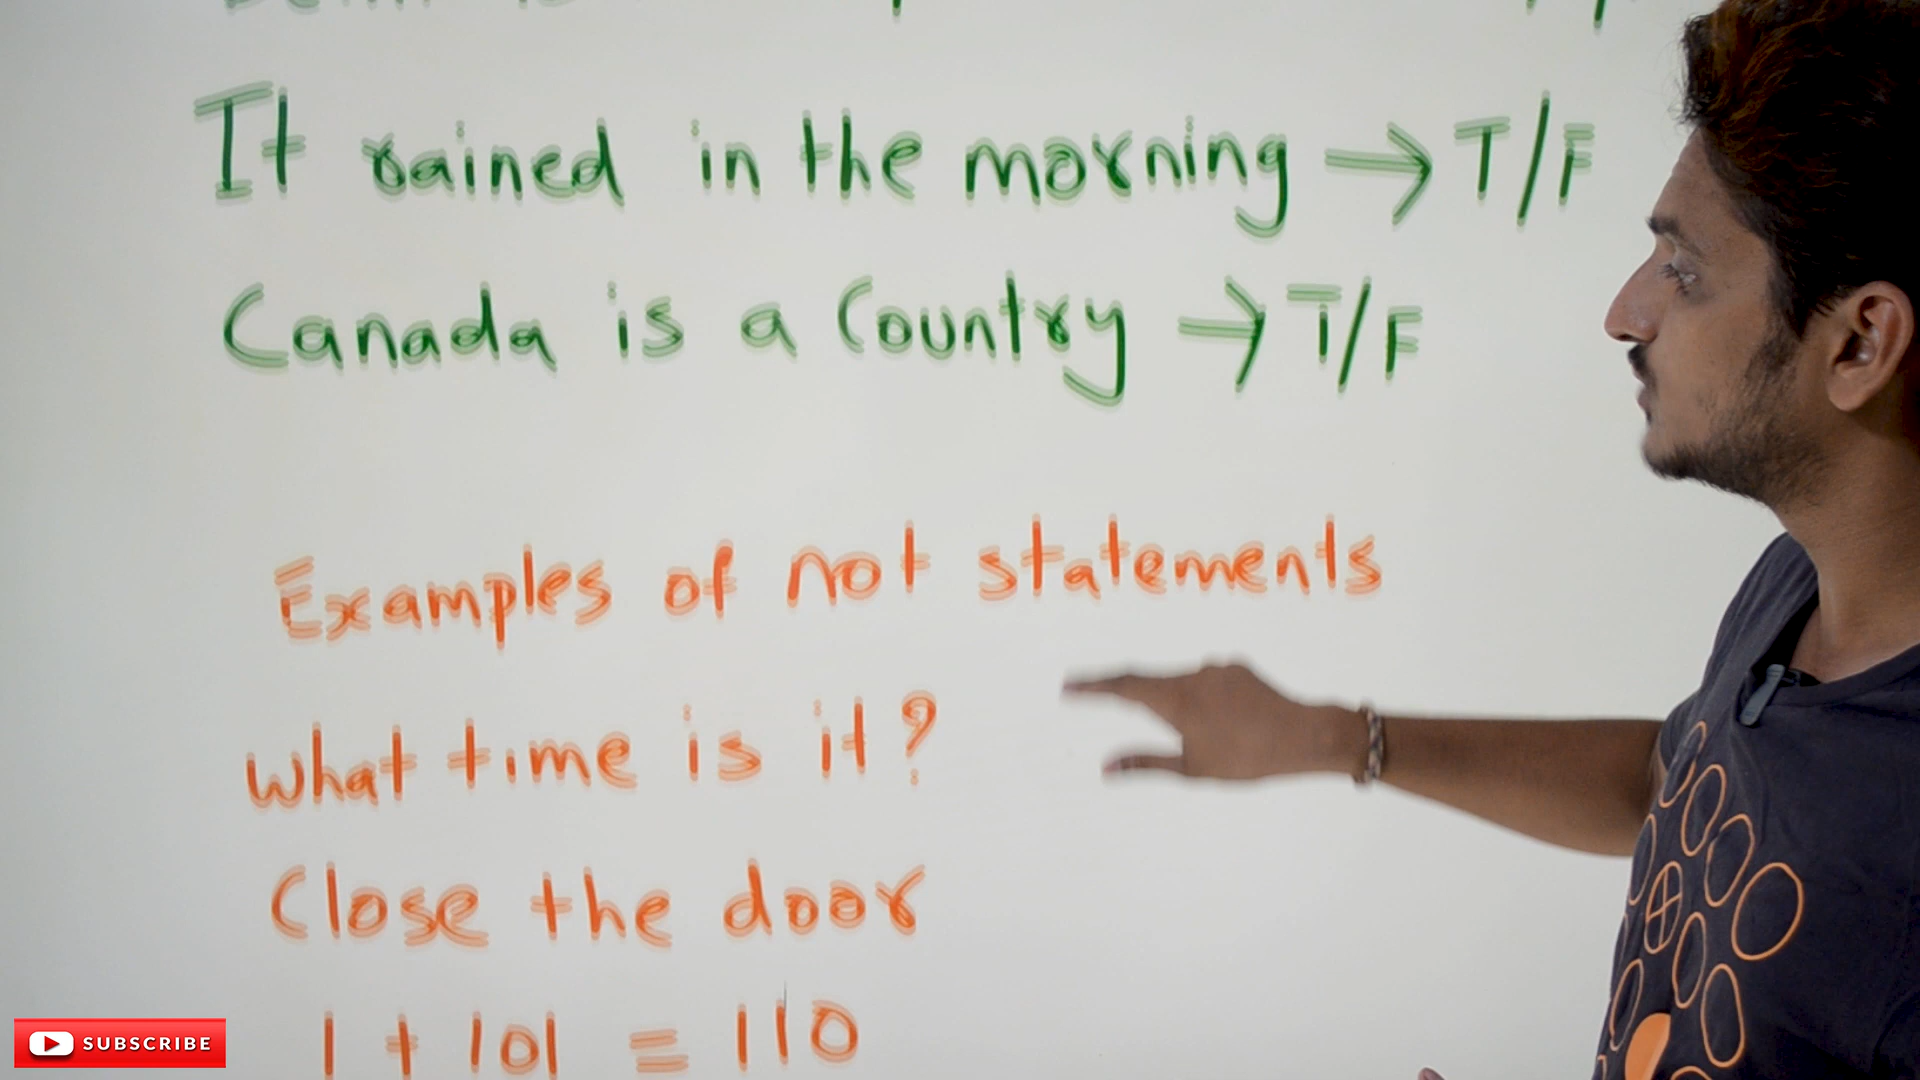 It rained in the morning → T/F
Canada is a Country → T/F
Examples of not statements
What time is it?
Close the door
1 + 101 = 110
SUBSCRIBE